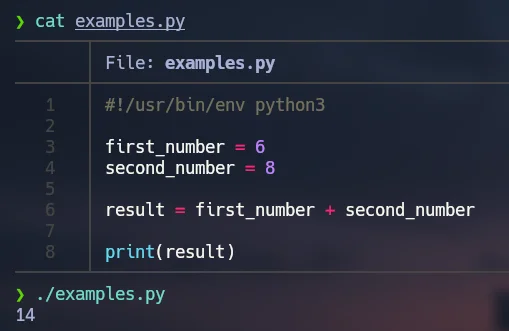 ❯ cat examples.py
File: examples.py
1 #!/usr/bin/env python3
2
3 first_number = 6
4 second_number = 8
5
6 result = first_number + second_number
7
8 print(result)
❯ ./examples.py
14